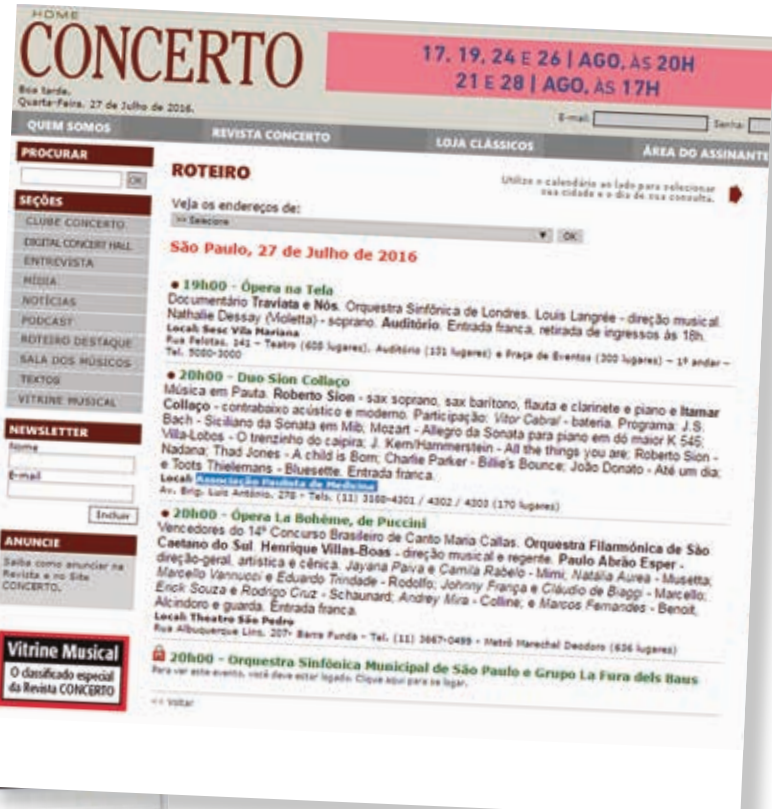 HOME
CONCERTO
17, 19, 24 E 26 | AGO, ÀS 20H
21 E 28 | AGO, ÀS 17H
Boa tarde.
Quarta-Feira, 27 de Julho de 2016.
E-mail: Senha:
QUEM SOMOS
REVISTA CONCERTO
LOJA CLÁSSICOS
ÁREA DO ASSINANTE
PROCURAR
OK
SEÇÕES
CLUBE CONCERTO
DIGITAL CONCERT HALL
ENTREVISTA
MÍDIA
NOTÍCIAS
PODCAST
ROTEIRO DESTAQUE
SALA DOS MÚSICOS
TEXTOS
VITRINE MUSICAL
NEWSLETTER
Nome
E-mail
Incluir
ANUNCIE
Saiba como anunciar na
Revista e no Site
CONCERTO.
Vitrine Musical
O classificado especial
da Revista CONCERTO
ROTEIRO
Utilize o calendário ao lado para selecionar
sua cidade e o dia de sua consulta.
Veja os endereços de:
>> Selecione
OK
São Paulo, 27 de Julho de 2016
• 19h00 - Ópera na Tela
Documentário Traviata e Nós. Orquestra Sinfônica de Londres. Louis Langrée - direção musical.
Nathalie Dessay (Violetta) - soprano. Auditório. Entrada franca, retirada de ingressos às 18h.
Local: Sesc Vila Mariana
Rua Pelotas, 141 - Teatro (608 lugares), Auditório (131 lugares) e Praça de Eventos (300 lugares) - 1º andar -
Tel. 5080-3000
• 20h00 - Duo Sion Collaço
Música em Pauta. Roberto Sion - sax soprano, sax barítono, flauta e clarinete e piano e Itamar
Collaço - contrabaixo acústico e moderno. Participação: Vitor Cabral - bateria. Programa: J.S.
Bach - Siciliano da Sonata em Mib; Mozart - Allegro da Sonata para piano em dó maior K 545;
Villa-Lobos - O trenzinho do caipira; J. Kern/Hammerstein - All the things you are; Roberto Sion -
Nadana; Thad Jones - A child is Born; Charlie Parker - Billie's Bounce; João Donato - Até um dia;
e Toots Thielemans - Bluesette. Entrada franca.
Local: Associação Paulista de Medicina
Av. Brig. Luís Antônio, 278 - Tels. (11) 3188-4301 / 4302 / 4303 (170 lugares)
• 20h00 - Ópera La Bohème, de Puccini
Vencedores do 14º Concurso Brasileiro de Canto Maria Callas. Orquestra Filarmônica de São
Caetano do Sul. Henrique Villas-Boas - direção musical e regente. Paulo Abrão Esper -
direção-geral, artística e cênica. Jayana Paiva e Camila Rabelo - Mimi; Natália Aurea - Musetta;
Marcello Vannucci e Eduardo Trindade - Rodolfo; Johnny França e Cláudio de Biaggi - Marcello;
Erick Souza e Rodrigo Cruz - Schaunard; Andrey Mira - Colline; e Marcos Fernandes - Benoit,
Alcindoro e guarda. Entrada franca.
Local: Theatro São Pedro
Rua Albuquerque Lins, 207- Barra Funda - Tel. (11) 3667-0499 - Metrô Marechal Deodoro (636 lugares)
20h00 - Orquestra Sinfônica Municipal de São Paulo e Grupo La Fura dels Baus
Para ver este evento, você deve estar logado. Clique aqui para se logar.
<< Voltar